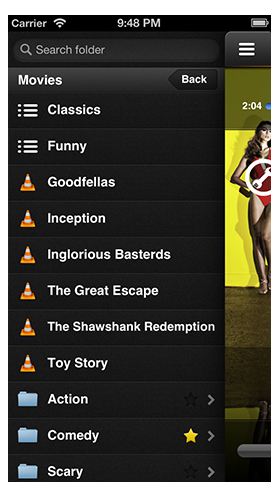 Carrier 9:48 PM
Search folder
Movies Back
2:04
Classics
Funny
Goodfellas
Inception
Inglorious Basterds
The Great Escape
The Shawshank Redemption
Toy Story
Action
Comedy
Scary